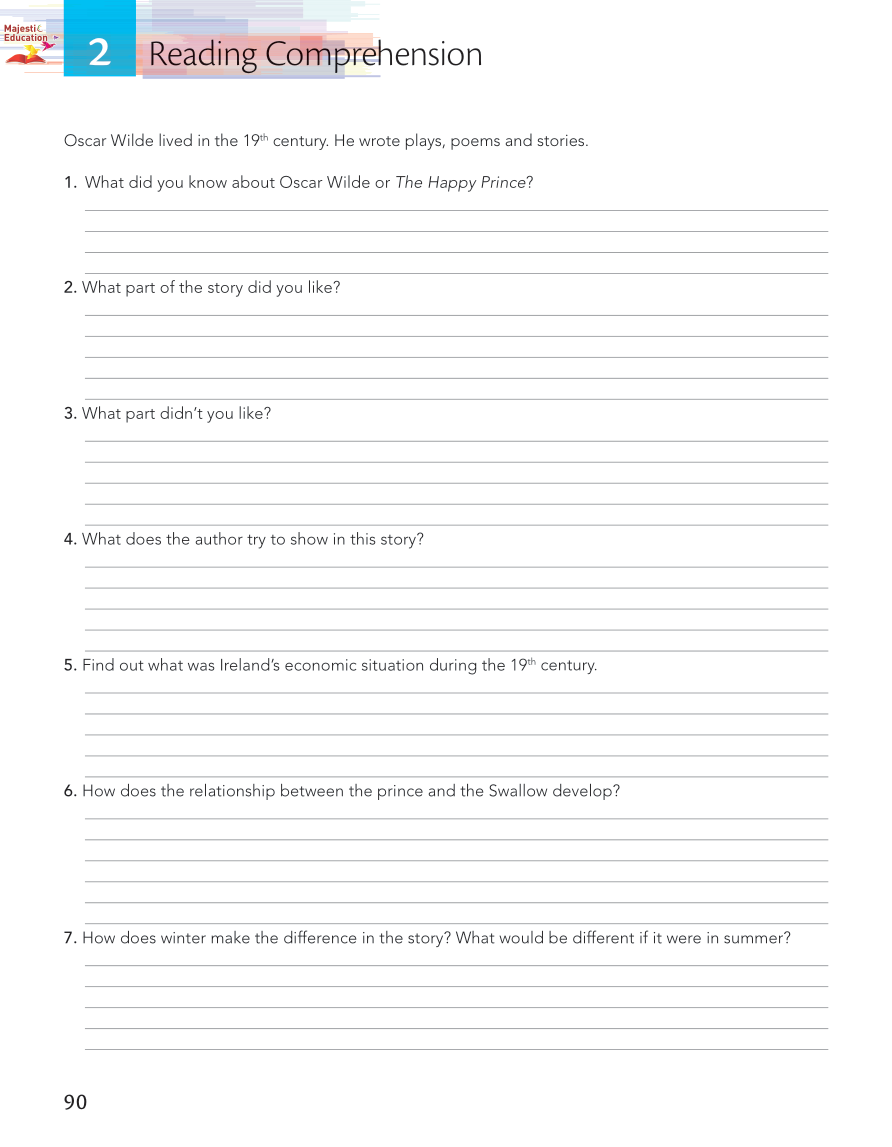 Majestic
Education
2 Reading Comprehension
Oscar Wilde lived in the 19th century. He wrote plays, poems and stories.
1. What did you know about Oscar Wilde or The Happy Prince?
2. What part of the story did you like?
3. What part didn’t you like?
4. What does the author try to show in this story?
5. Find out what was Ireland’s economic situation during the 19th century.
6. How does the relationship between the prince and the Swallow develop?
7. How does winter make the difference in the story? What would be different if it were in summer?
90